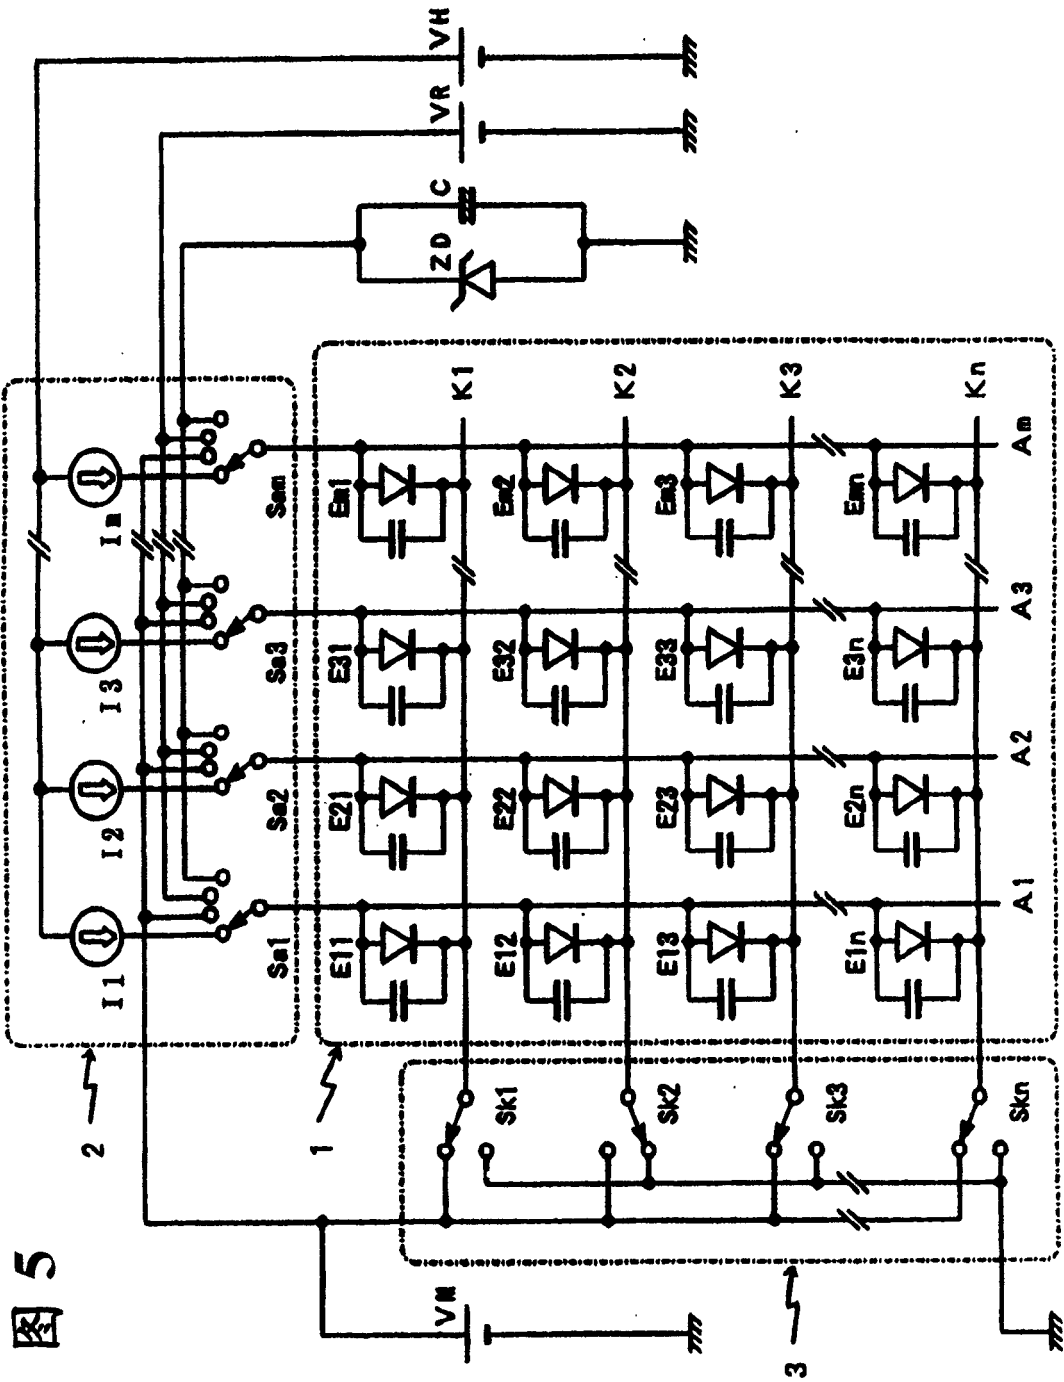 图 5
2
I1
I2
I3
Im
Sa1
Sa2
Sa3
Sam
1
E11
E21
E31
Em1
VM
ZD
C
VR
VH
K1
Sk1
E12
E22
E32
Em2
K2
Sk2
E13
E23
E33
Em3
3
K3
Sk3
E1n
E2n
E3n
Emn
Kn
Skn
A1
A2
A3
Am